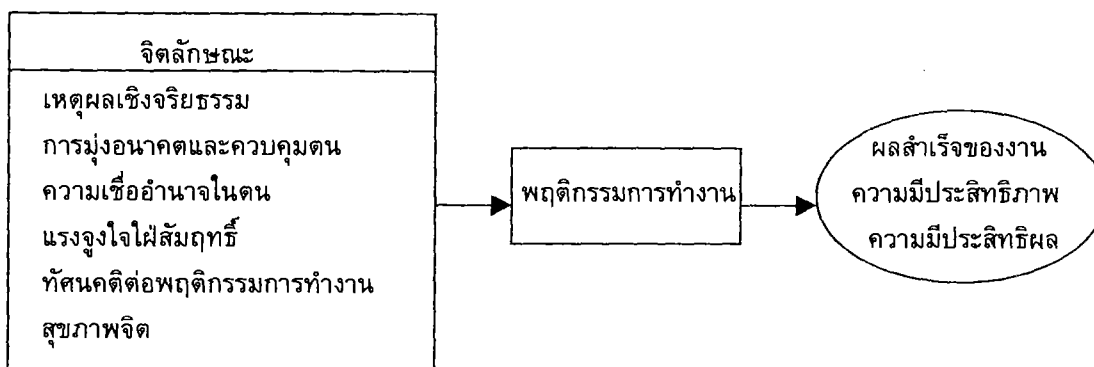 จิตลักษณะ
เหตุผลเชิงจริยธรรม
การมุ่งอนาคตและควบคุมตน
ความเชื่ออำนาจในตน
แรงจูงใจใฝ่สัมฤทธิ์
ทัศนคติต่อพฤติกรรมการทำงาน
สุขภาพจิต
พฤติกรรมการทำงาน
ผลสำเร็จของงาน
ความมีประสิทธิภาพ
ความมีประสิทธิผล